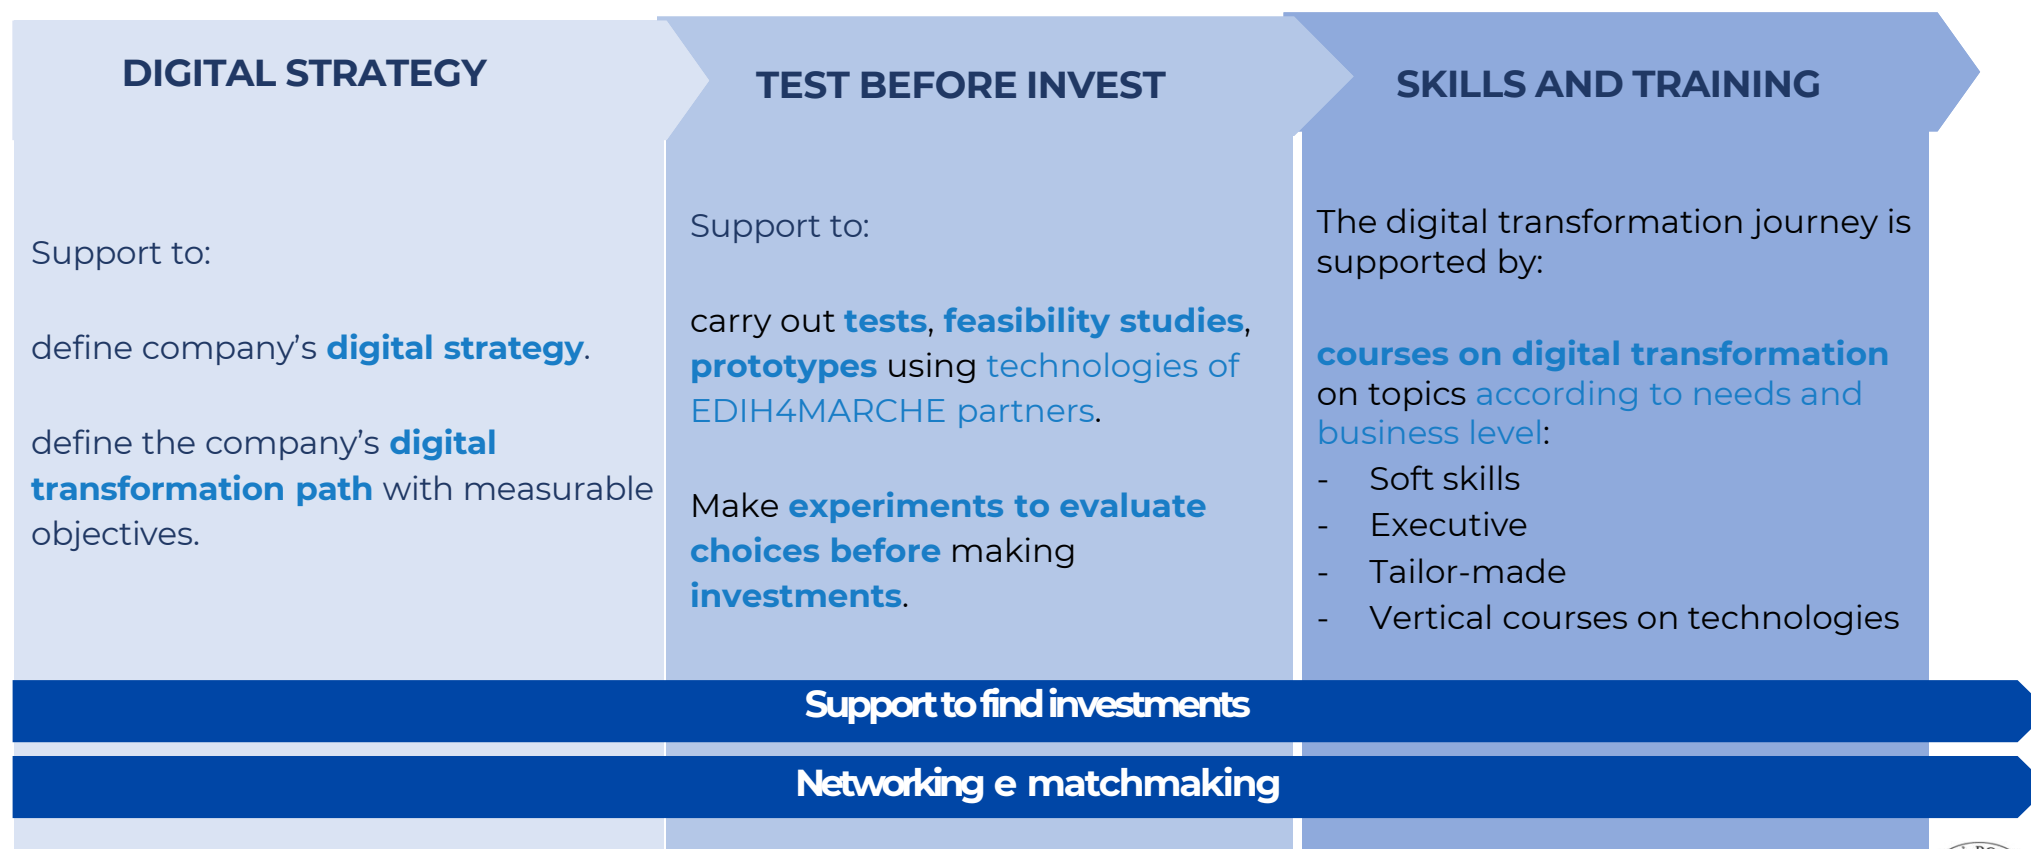 DIGITAL STRATEGY
Support to:
define company’s digital strategy.
define the company’s digital
transformation path with measurable
objectives.
TEST BEFORE INVEST
Support to:
carry out tests, feasibility studies,
prototypes using technologies of
EDIH4MARCHE partners.
Make experiments to evaluate
choices before making
investments.
SKILLS AND TRAINING
The digital transformation journey is
supported by:
courses on digital transformation
on topics according to needs and
business level:
- Soft skills
- Executive
- Tailor-made
- Vertical courses on technologies
Support to find investments
Networking e matchmaking